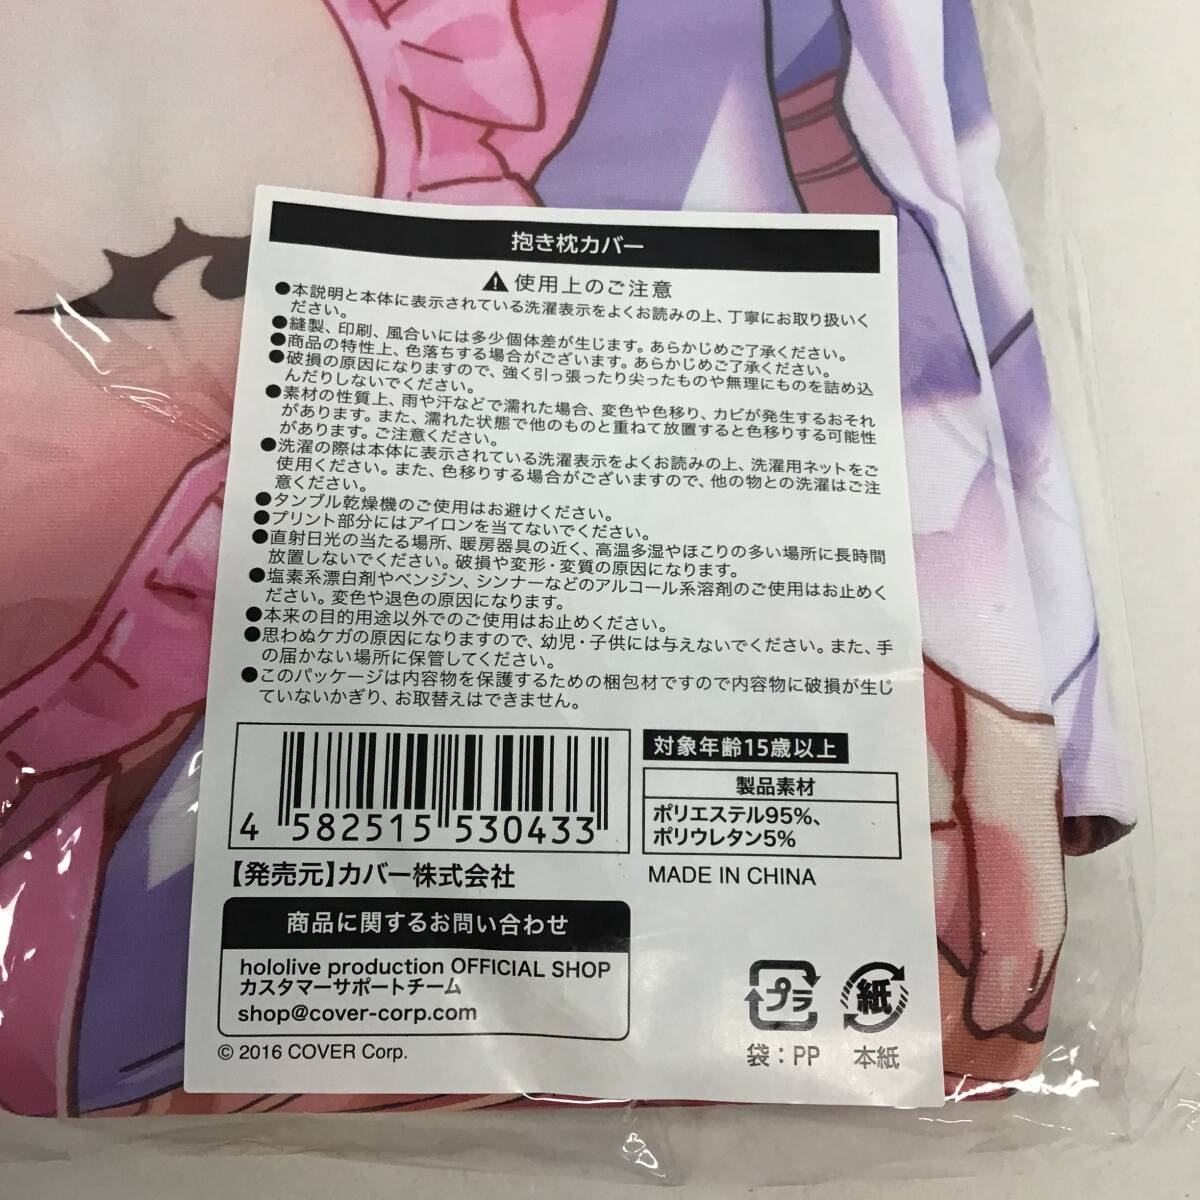 抱き枕カバー
⚠使用上のご注意
●本説明と本体に表示されている洗濯表示をよくお読みの上、丁寧にお取り扱いく
ださい。
●縫製、印刷、風合いには多少個体差が生じます。あらかじめご了承ください。
●商品の特性上、色落ちする場合がございます。あらかじめご了承ください。
●破損の原因になりますので、強く引っ張ったり尖ったものや無理にものを詰め込
んだりしないでください。
●素材の性質上、雨や汗などで濡れた場合、変色や色移り、カビが発生するおそれ
があります。また、濡れた状態で他のものと重ねて放置すると色移りする可能性
があります。ご注意ください。
●洗濯の際は本体に表示されている洗濯表示をよくお読みの上、洗濯用ネットをご
使用ください。また、色移りする場合がございますので、他の物との洗濯はご注
意ください。
●タンブル乾燥機のご使用はお避けください。
●プリント部分にはアイロンを当てないでください。
●直射日光の当たる場所、暖房器具の近く、高温多湿やほこりの多い場所に長時間
放置しないでください。破損や変形・変質の原因になります。
●塩素系漂白剤やベンジン、シンナーなどのアルコール系溶剤のご使用はお止めく
ださい。変色や退色の原因になります。
●本来の目的用途以外でのご使用はお止めください。
●思わぬケガの原因になりますので、幼児・子供には与えないでください。また、手
の届かない場所に保管してください。
●このパッケージは内容物を保護するための梱包材ですので内容物に破損が生じ
ていないかぎり、お取替えはできません。
4 582515 530433
対象年齢15歳以上
製品素材
ポリエステル95%、
ポリウレタン5%
MADE IN CHINA
【発売元】カバー株式会社
商品に関するお問い合わせ
hololive production OFFICIAL SHOP
カスタマーサポートチーム
shop@cover-corp.com
© 2016 COVER Corp.
プラ
袋：PP
紙
本紙